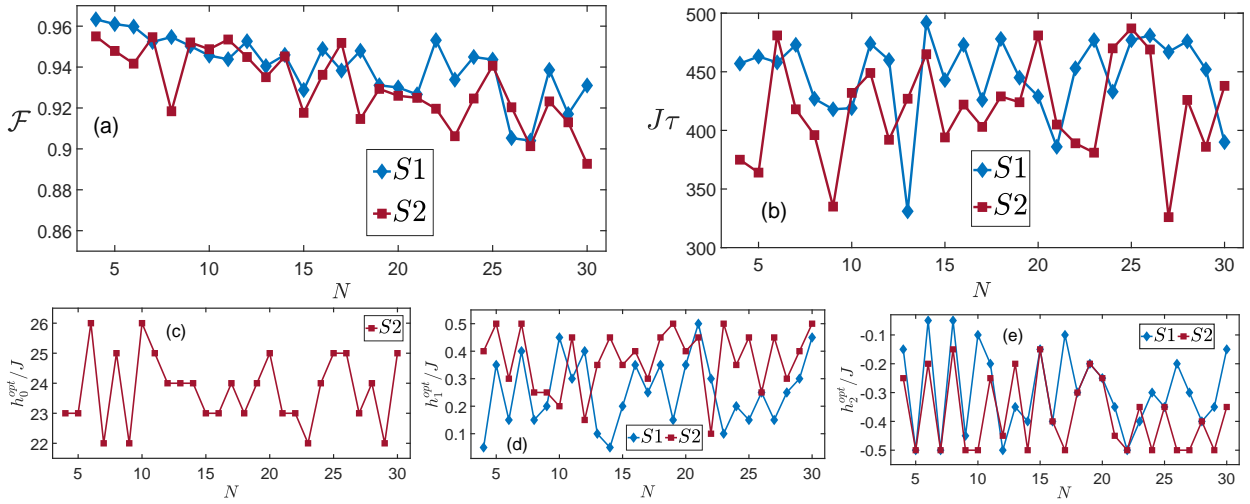 0.96
0.94
0.92
0.9
0.88
0.86
F
(a)
S1
S2
5 10 15 20 25 30
N
500
450
400
350
300
Jτ
(b)
S1
S2
5 10 15 20 25 30
N
26
25
24
23
22
h_0^{opt}/J
(c)
S2
5 10 15 20 25 30
N
0.5
0.4
0.3
0.2
0.1
h_1^{opt}/J
(d)
S1 S2
5 10 15 20 25 30
N
-0.1
-0.2
-0.3
-0.4
-0.5
h_2^{opt}/J
(e)
S1 S2
5 10 15 20 25 30
N